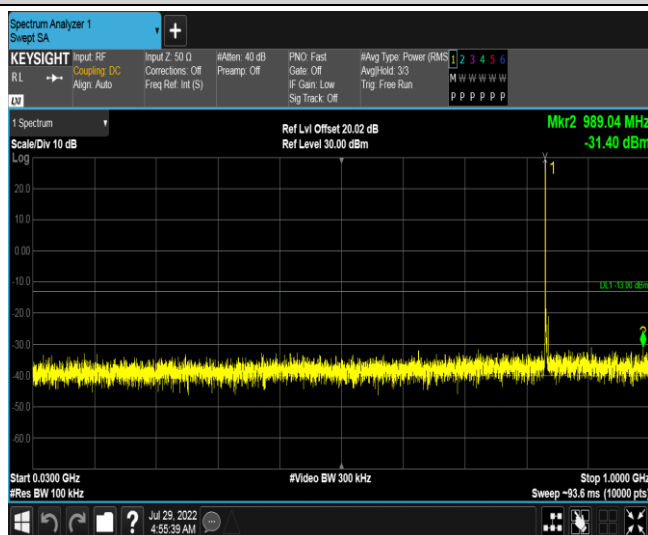 Spectrum Analyzer 1
Swept SA
+
KEYSIGHT
RL
LXI
Input: RF
Coupling: DC
Align: Auto
Input Z: 50 Ω
Corrections: Off
Freq Ref: Int (S)
#Atten: 40 dB
Preamp: Off
PNO: Fast
Gate: Off
IF Gain: Low
Sig Track: Off
#Avg Type: Power (RMS
Avg|Hold: 3/3
Trig: Free Run
1 2 3 4 5 6
M W W W W W
P P P P P P
1 Spectrum
Scale/Div 10 dB
Ref Lvl Offset 20.02 dB
Ref Level 30.00 dBm
Mkr2 989.04 MHz
-31.40 dBm
Log
1
20.0
10.0
0.00
-10.0
DL1 -13.00 dBm
-20.0
2
-30.0
-40.0
-50.0
-60.0
Start 0.0300 GHz
#Res BW 100 kHz
#Video BW 300 kHz
Stop 1.0000 GHz
Sweep ~93.6 ms (10000 pts)
?
Jul 29, 2022
4:55:39 AM